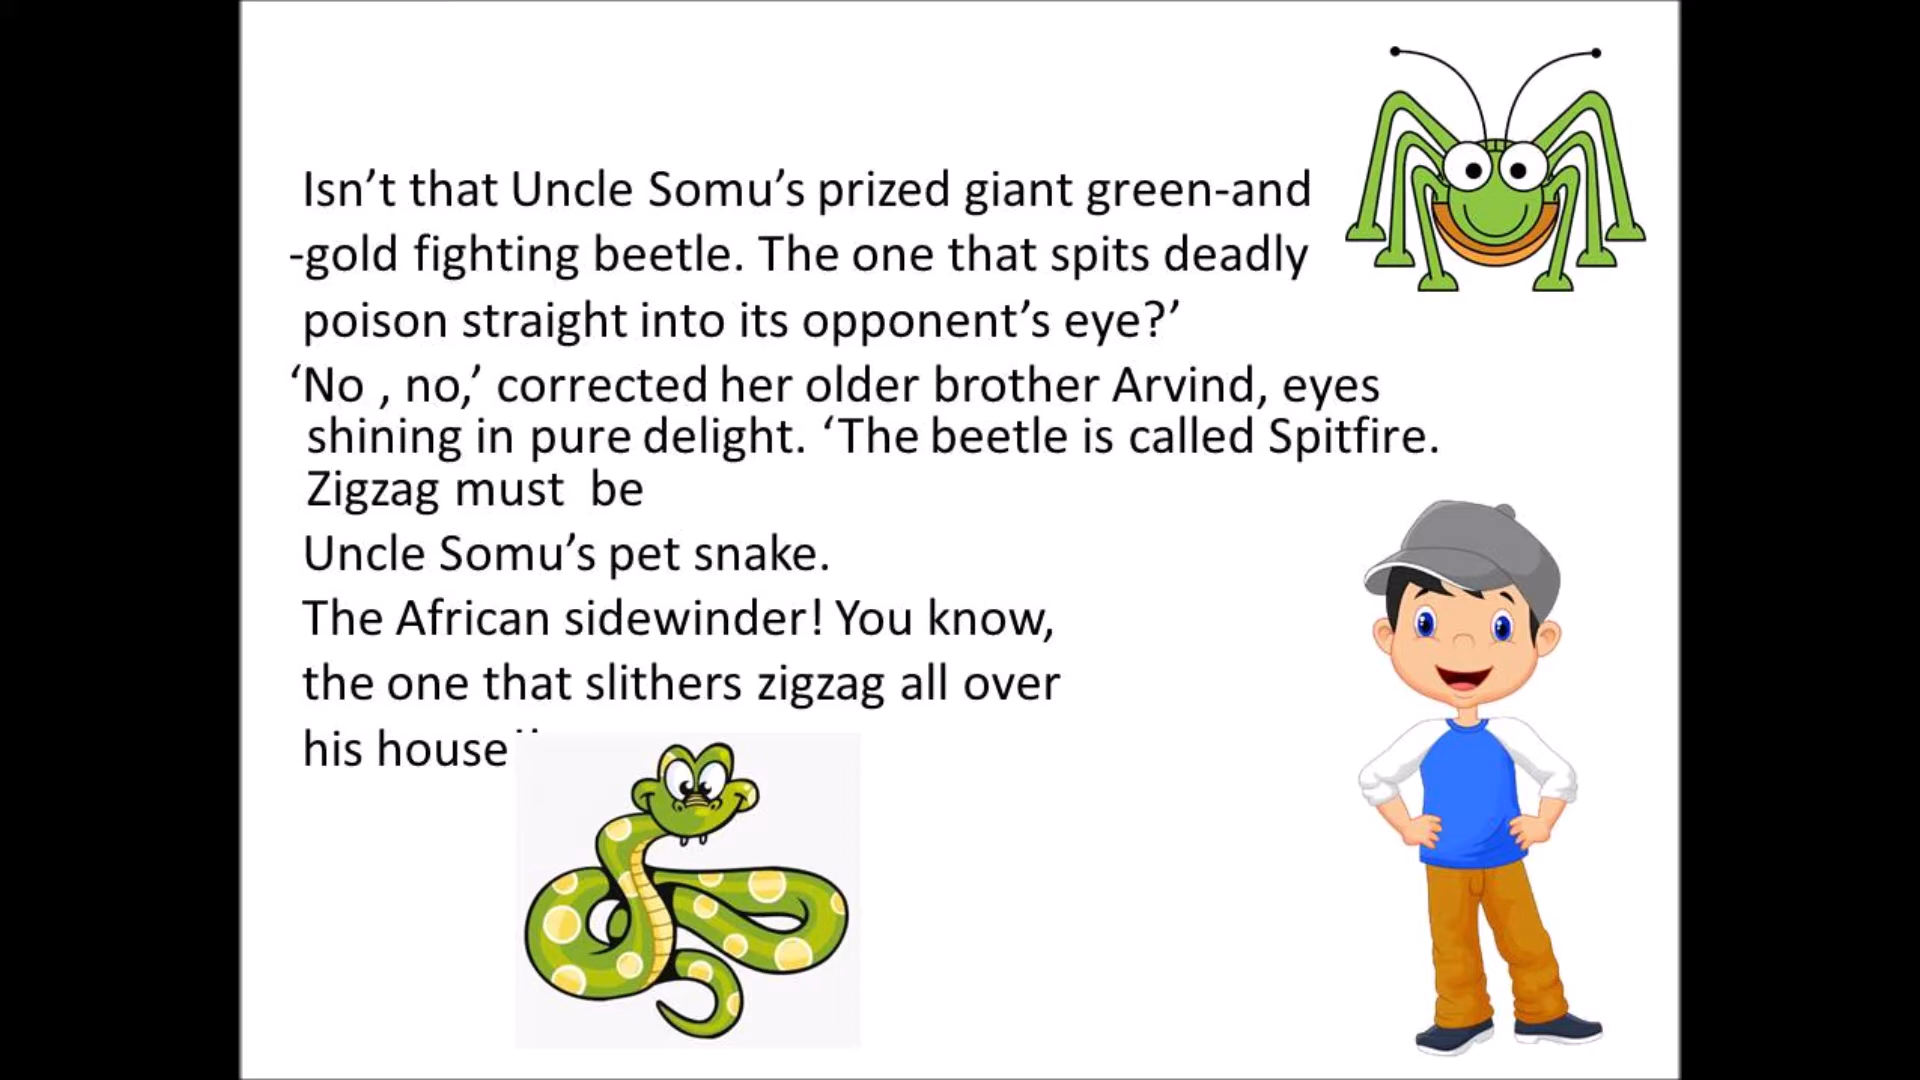 Isn’t that Uncle Somu’s prized giant green-and
-gold fighting beetle. The one that spits deadly
poison straight into its opponent’s eye?’
‘No , no,’ corrected her older brother Arvind, eyes
shining in pure delight. ‘The beetle is called Spitfire.
Zigzag must  be
Uncle Somu’s pet snake.
The African sidewinder! You know,
the one that slithers zigzag all over
his house